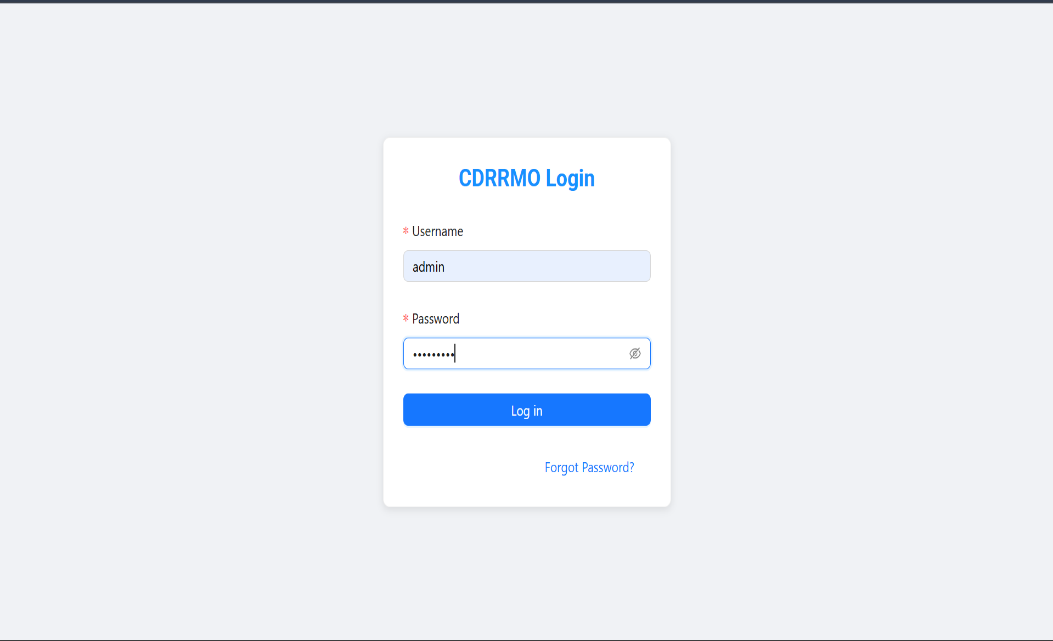 CDRRMO Login
* Username
admin
* Password
•••••••••
Log in
Forgot Password?